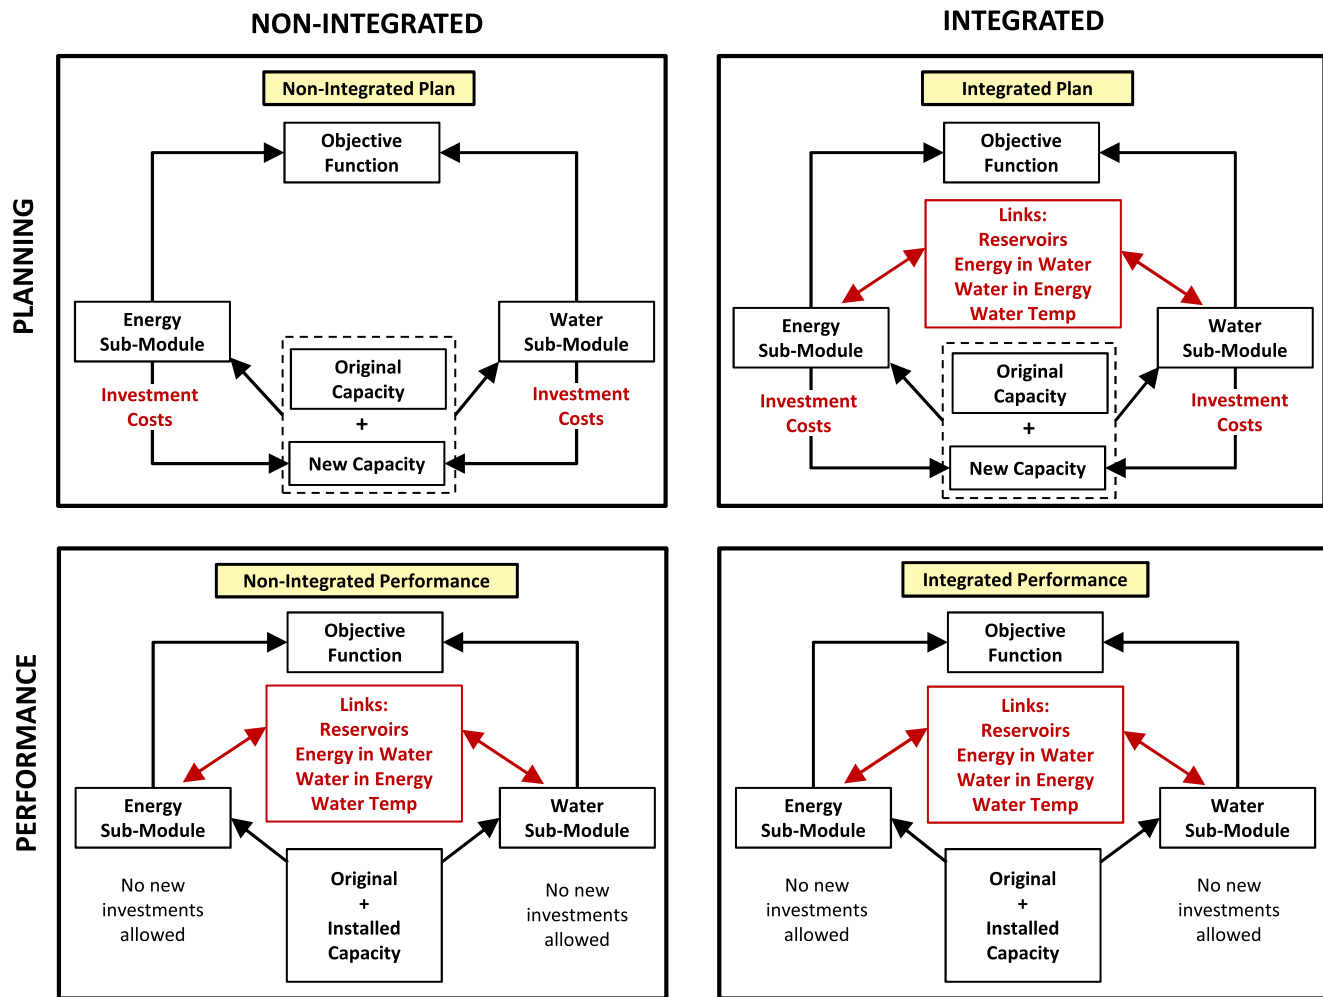 NON-INTEGRATED
INTEGRATED
PLANNING
Non-Integrated Plan
Objective
Function
Energy
Sub-Module
Water
Sub-Module
Original
Capacity
+
New Capacity
Investment
Costs
Investment
Costs
Integrated Plan
Objective
Function
Links:
Reservoirs
Energy in Water
Water in Energy
Water Temp
Energy
Sub-Module
Water
Sub-Module
Original
Capacity
+
New Capacity
Investment
Costs
Investment
Costs
PERFORMANCE
Non-Integrated Performance
Objective
Function
Links:
Reservoirs
Energy in Water
Water in Energy
Water Temp
Energy
Sub-Module
Water
Sub-Module
No new
investments
allowed
Original
+
Installed
Capacity
No new
investments
allowed
Integrated Performance
Objective
Function
Links:
Reservoirs
Energy in Water
Water in Energy
Water Temp
Energy
Sub-Module
Water
Sub-Module
No new
investments
allowed
Original
+
Installed
Capacity
No new
investments
allowed